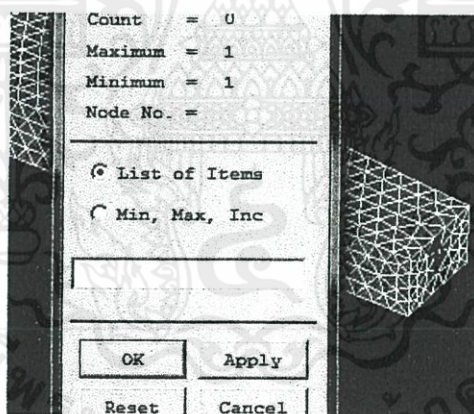 Count = 0
Maximum = 1
Minimum = 1
Node No. =
List of Items
Min, Max, Inc
OK Apply
Reset Cancel